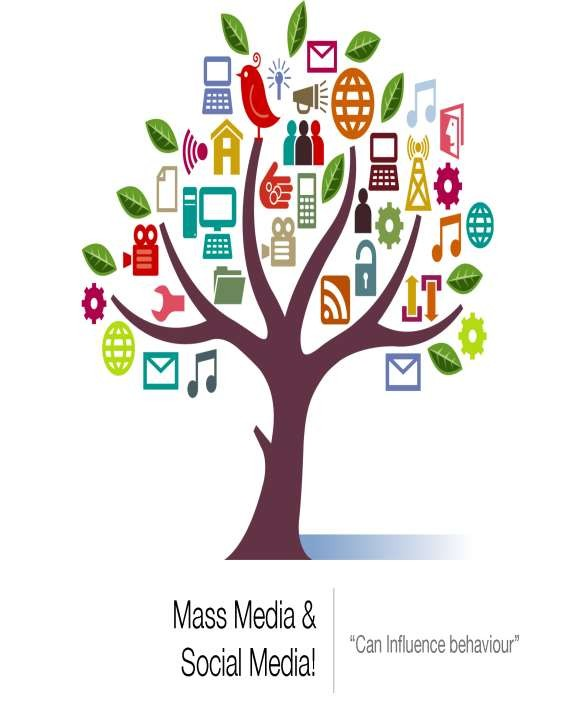 Mass Media &
Social Media!
“Can Influence behaviour”